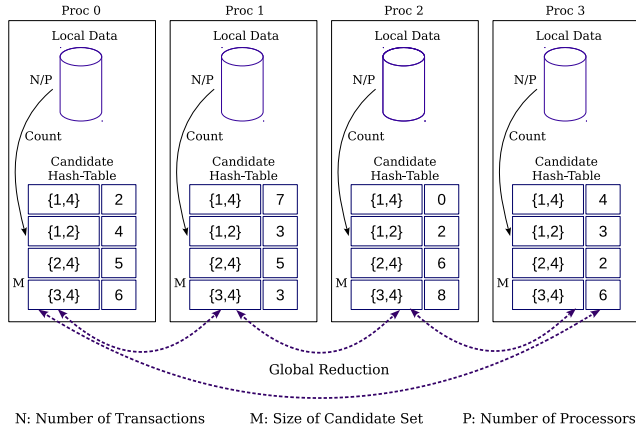 Proc 0
Proc 1
Proc 2
Proc 3
Local Data
Local Data
Local Data
Local Data
N/P
N/P
N/P
N/P
Count
Count
Count
Count
Candidate
Hash-Table
Candidate
Hash-Table
Candidate
Hash-Table
Candidate
Hash-Table
{1,4} 2
{1,2} 4
{2,4} 5
{3,4} 6
M
{1,4} 7
{1,2} 3
{2,4} 5
{3,4} 3
M
{1,4} 0
{1,2} 2
{2,4} 6
{3,4} 8
M
{1,4} 4
{1,2} 3
{2,4} 2
{3,4} 6
M
Global Reduction
N: Number of Transactions
M: Size of Candidate Set
P: Number of Processors